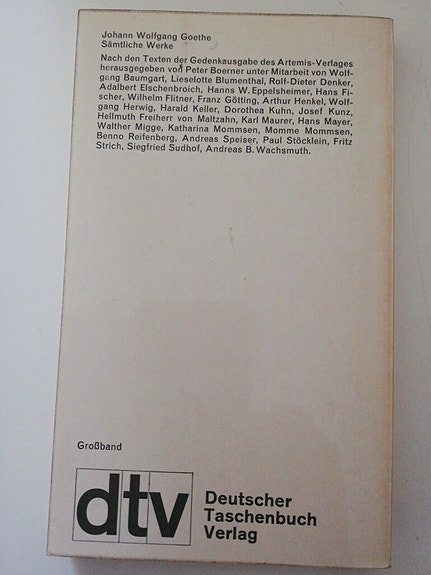 Johann Wolfgang Goethe
Sämtliche Werke
Nach den Texten der Gedenkausgabe des Artemis-Verlages
herausgegeben von Peter Boerner unter Mitarbeit von Wolf-
gang Baumgart, Lieselotte Blumenthal, Rolf-Dieter Denker,
Adalbert Elschenbroich, Hanns W. Eppelsheimer, Hans Fi-
scher, Wilhelm Flitner, Franz Götting, Arthur Henkel, Wolf-
gang Herwig, Harald Keller, Dorothea Kuhn, Josef Kunz,
Hellmuth Freiherr von Maltzahn, Karl Maurer, Hans Mayer,
Walther Migge, Katharina Mommsen, Momme Mommsen,
Benno Reifenberg, Andreas Speiser, Paul Stöcklein, Fritz
Strich, Siegfried Sudhof, Andreas B. Wachsmuth.
Großband
dtv
Deutscher
Taschenbuch
Verlag